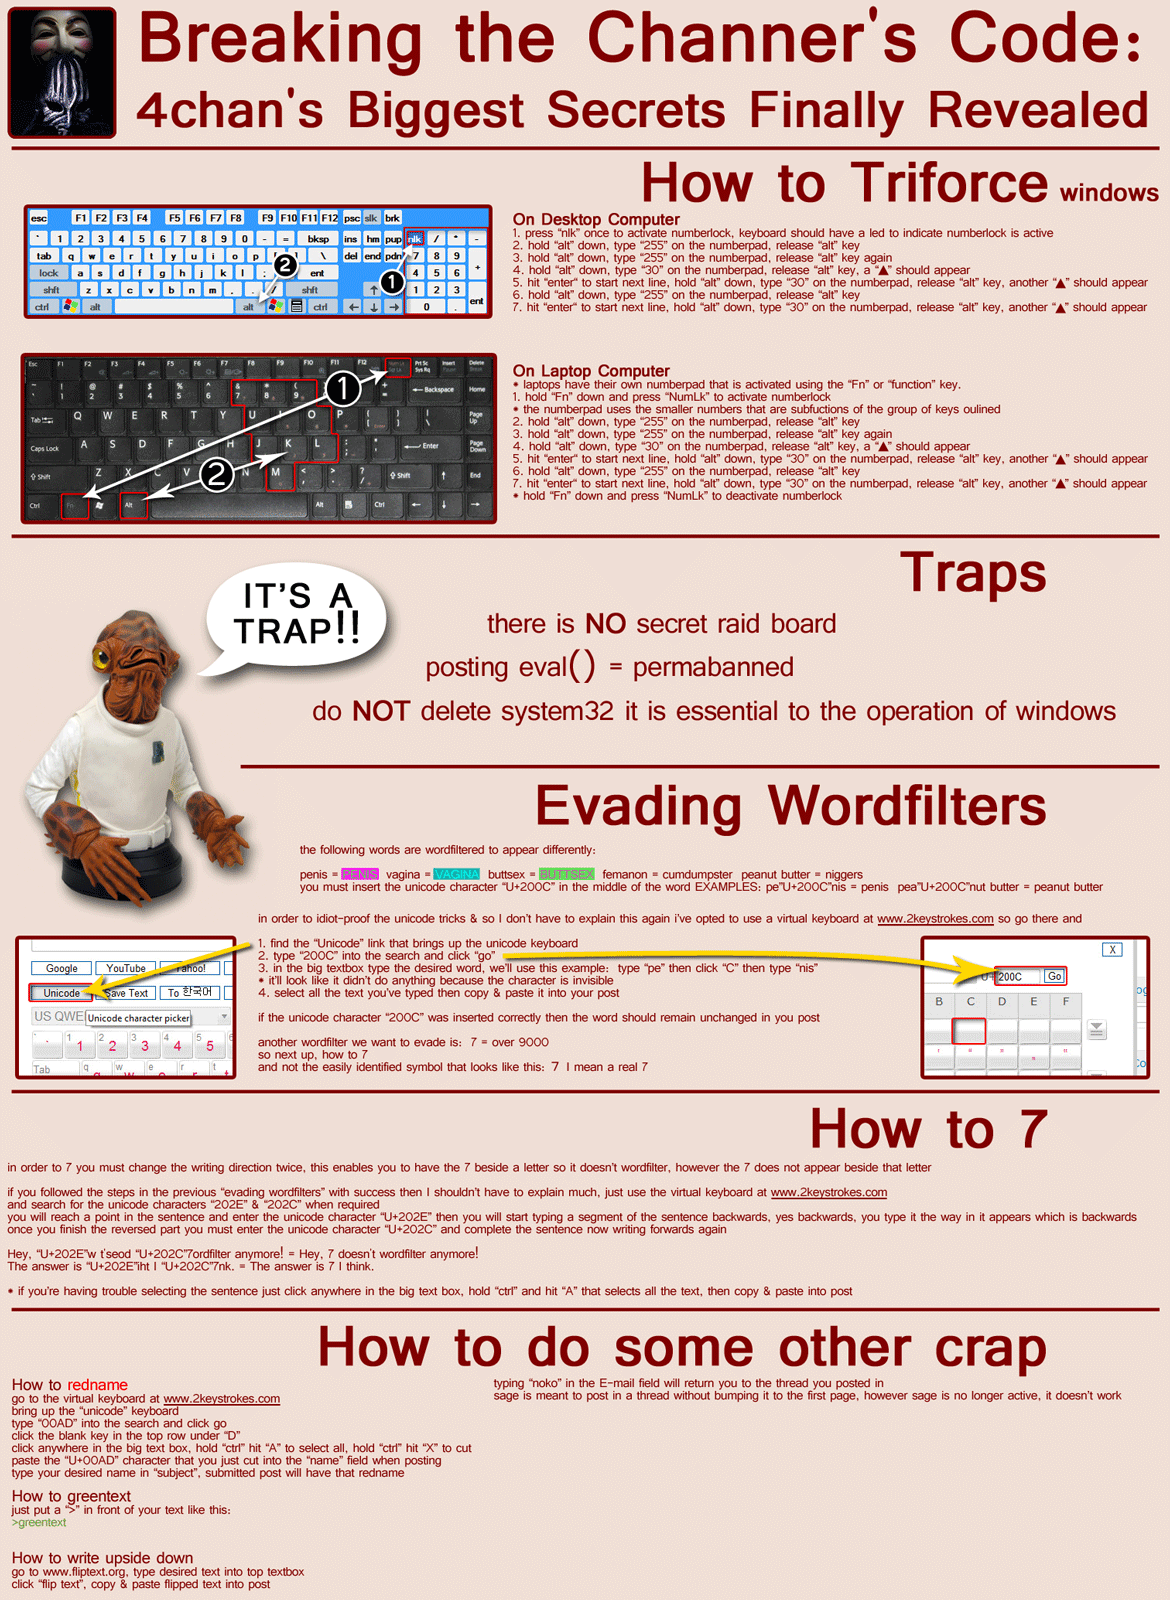 Breaking the Channer's Code:
4chan's Biggest Secrets Finally Revealed
How to Triforce windows
On Desktop Computer
1. press “nlk” once to activate numberlock, keyboard should have a led to indicate numberlock is active
2. hold “alt” down, type “255” on the numberpad, release “alt” key
3. hold “alt” down, type “255” on the numberpad, release “alt” key again
4. hold “alt” down, type “30” on the numberpad, release “alt” key, a “▲” should appear
5. hit “enter” to start next line, hold “alt” down, type “30” on the numberpad, release “alt” key, another “▲” should appear
6. hold “alt” down, type “255” on the numberpad, release “alt” key
7. hit “enter” to start next line, hold “alt” down, type “30” on the numberpad, release “alt” key, another “▲” should appear
esc F1 F2 F3 F4 F5 F6 F7 F8 F9 F10 F11 F12 psc slk brk
` 1 2 3 4 5 6 7 8 9 0 - = bksp ins hm pup nlk / * -
tab q w e r t y u i o p \ del end pdn 7 8 9
lock a s d f g h j k l ; ent 4 5 6 +
shft z x c v b n m , . / shft ↑ 1 2 3
ctrl alt alt ctrl ← ↓ → 0 . ent
2
1
On Laptop Computer
* laptops have their own numberpad that is activated using the “Fn” or “function” key.
1. hold “Fn” down and press “NumLk” to activate numberlock
* the numberpad uses the smaller numbers that are subfuctions of the group of keys oulined
2. hold “alt” down, type “255” on the numberpad, release “alt” key
3. hold “alt” down, type “255” on the numberpad, release “alt” key again
4. hold “alt” down, type “30” on the numberpad, release “alt” key, a “▲” should appear
5. hit “enter” to start next line, hold “alt” down, type “30” on the numberpad, release “alt” key, another “▲” should appear
6. hold “alt” down, type “255” on the numberpad, release “alt” key
7. hit “enter” to start next line, hold “alt” down, type “30” on the numberpad, release “alt” key, another “▲” should appear
* hold “Fn” down and press “NumLk” to deactivate numberlock
Esc F1 F2 F3 F4 F5 F6 F7 F8 F9 F10 F11 F12 Prt Sc Sys Rq Insert Delete
Backspace Home
Tab Q W E R T Y U I O P Page Up
Caps Lock A S D F G H J K L Enter Page Down
Shift Z X C V B N M Shift End
Ctrl Fn Alt Alt Ctrl
1
2
Traps
IT'S A
TRAP!!
there is NO secret raid board
posting eval() = permabanned
do NOT delete system32 it is essential to the operation of windows
Evading Wordfilters
the following words are wordfiltered to appear differently:
penis = PENIS vagina = VAGINA buttsex = BUTTSEX femanon = cumdumpster peanut butter = niggers
you must insert the unicode character “U+200C” in the middle of the word EXAMPLES: pe”U+200C”nis = penis pea”U+200C”nut butter = peanut butter
in order to idiot-proof the unicode tricks & so I don’t have to explain this again i’ve opted to use a virtual keyboard at www.2keystrokes.com so go there and
1. find the “Unicode” link that brings up the unicode keyboard
2. type “200C” into the search and click “go”
3. in the big textbox type the desired word, we’ll use this example: type “pe” then click “C” then type “nis”
* it’ll look like it didn’t do anything because the character is invisible
4. select all the text you’ve typed then copy & paste it into your post
if the unicode character “200C” was inserted correctly then the word should remain unchanged in you post
another wordfilter we want to evade is: 7 = over 9000
so next up, how to 7
and not the easily identified symbol that looks like this: 7 I mean a real 7
Google YouTube Yahoo!
Unicode Save Text To 한국어
US QWE Unicode character picker
1 2 3 4 5
Tab q w e r t
X
U+ 200C Go
B C D E F
How to 7
in order to 7 you must change the writing direction twice, this enables you to have the 7 beside a letter so it doesn’t wordfilter, however the 7 does not appear beside that letter
if you followed the steps in the previous “evading wordfilters” with success then I shouldn’t have to explain much, just use the virtual keyboard at www.2keystrokes.com
and search for the unicode characters “202E” & “202C” when required
you will reach a point in the sentence and enter the unicode character “U+202E” then you will start typing a segment of the sentence backwards, yes backwards, you type it the way in it appears which is backwards
once you finish the reversed part you must enter the unicode character “U+202C” and complete the sentence now writing forwards again
Hey, “U+202E”w t’seod “U+202C”7ordfilter anymore! = Hey, 7 doesn’t wordfilter anymore!
The answer is “U+202E”iht I “U+202C”7nk. = The answer is 7 I think.
* if you’re having trouble selecting the sentence just click anywhere in the big text box, hold “ctrl” and hit “A” that selects all the text, then copy & paste into post
How to do some other crap
How to redname
go to the virtual keyboard at www.2keystrokes.com
bring up the “unicode” keyboard
type “00AD” into the search and click go
click the blank key in the top row under “D”
click anywhere in the big text box, hold “ctrl” hit “A” to select all, hold “ctrl” hit “X” to cut
paste the “U+00AD” character that you just cut into the “name” field when posting
type your desired name in “subject”, submitted post will have that redname
How to greentext
just put a “>” in front of your text like this:
>greentext
How to write upside down
go to www.fliptext.org, type desired text into top textbox
click “flip text”, copy & paste flipped text into post
typing “noko” in the E-mail field will return you to the thread you posted in
sage is meant to post in a thread without bumping it to the first page, however sage is no longer active, it doesn’t work